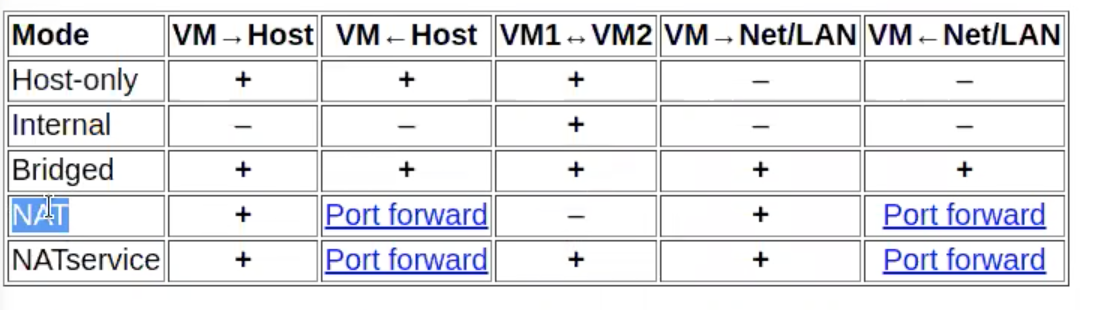 Mode VM→Host VM←Host VM1↔VM2 VM→Net/LAN VM←Net/LAN
Host-only + + + – –
Internal – – + – –
Bridged + + + + +
NAT + Port forward – + Port forward
NATservice + Port forward + + Port forward